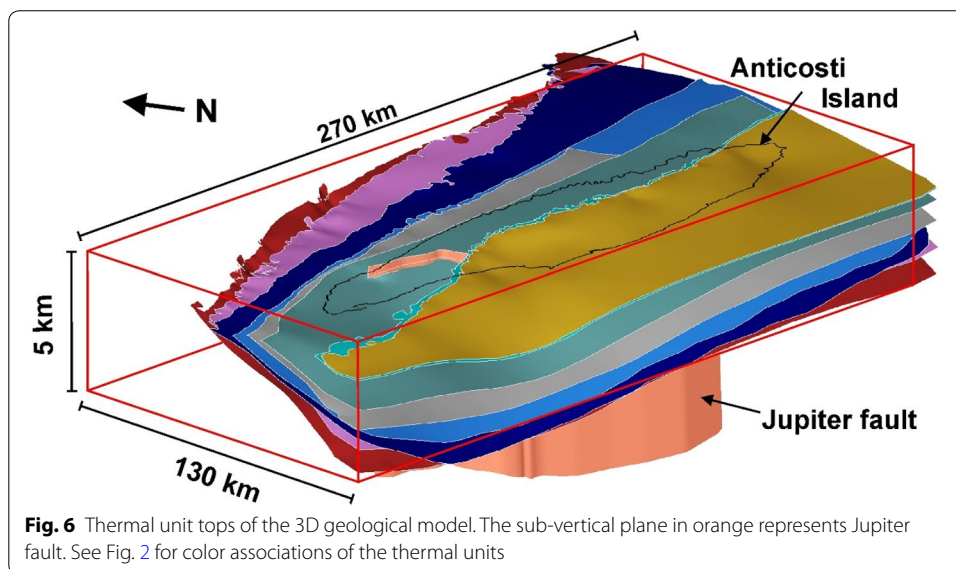 Anticosti
Island
N
270 km
5 km
130 km
Jupiter fault
Fig. 6 Thermal unit tops of the 3D geological model. The sub-vertical plane in orange represents Jupiter
fault. See Fig. 2 for color associations of the thermal units